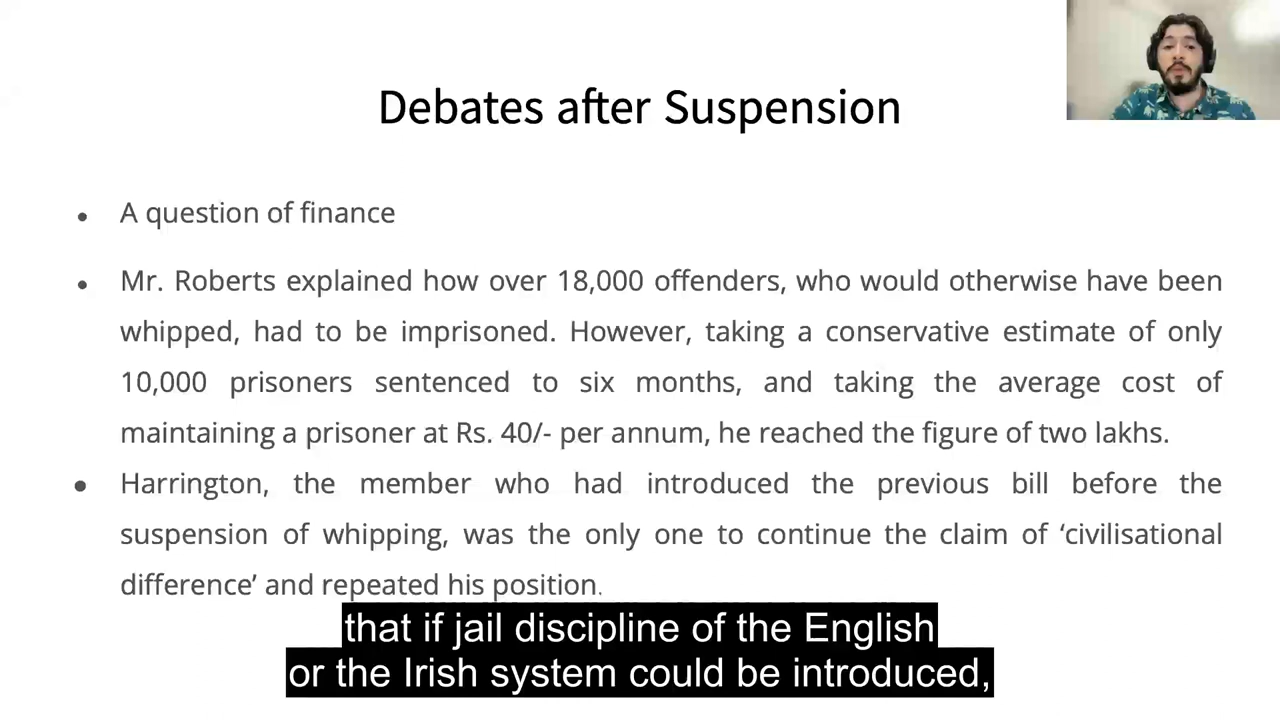 Debates after Suspension
• A question of finance
• Mr. Roberts explained how over 18,000 offenders, who would otherwise have been
whipped, had to be imprisoned. However, taking a conservative estimate of only
10,000 prisoners sentenced to six months, and taking the average cost of
maintaining a prisoner at Rs. 40/- per annum, he reached the figure of two lakhs.
• Harrington, the member who had introduced the previous bill before the
suspension of whipping, was the only one to continue the claim of ‘civilisational
difference’ and repeated his position.
that if jail discipline of the English
or the Irish system could be introduced,